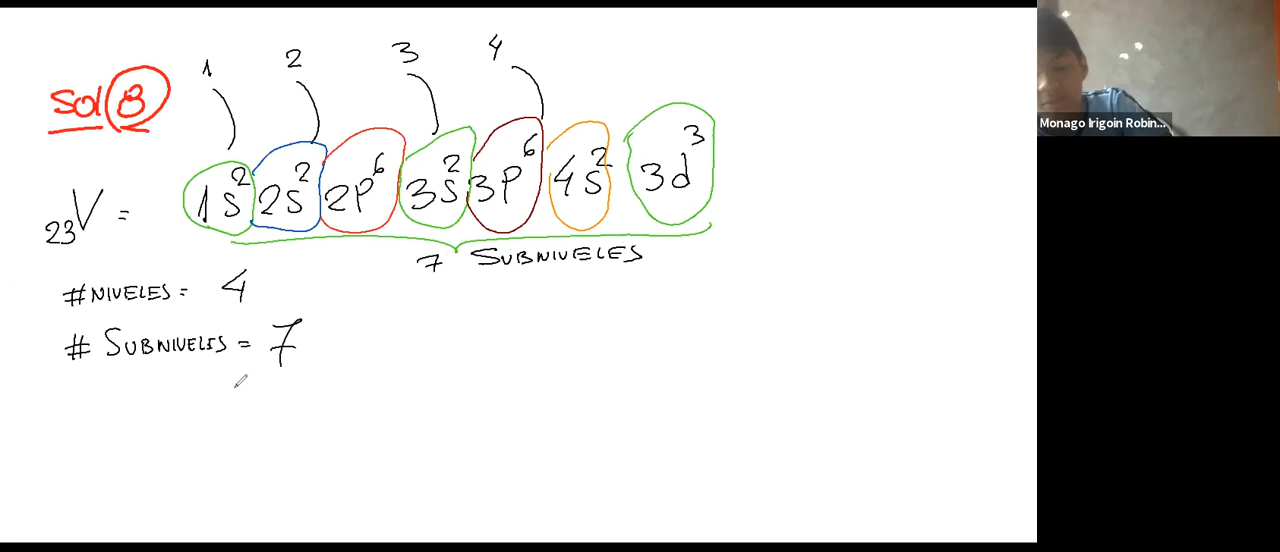 1 2 3 4
Sol 8
₂₃V = 1s² 2s² 2p⁶ 3s² 3p⁶ 4s² 3d³
7 SUBNIVELES
#NIVELES = 4
# SUBNIVELES = 7
Monago Irigoin Robin...